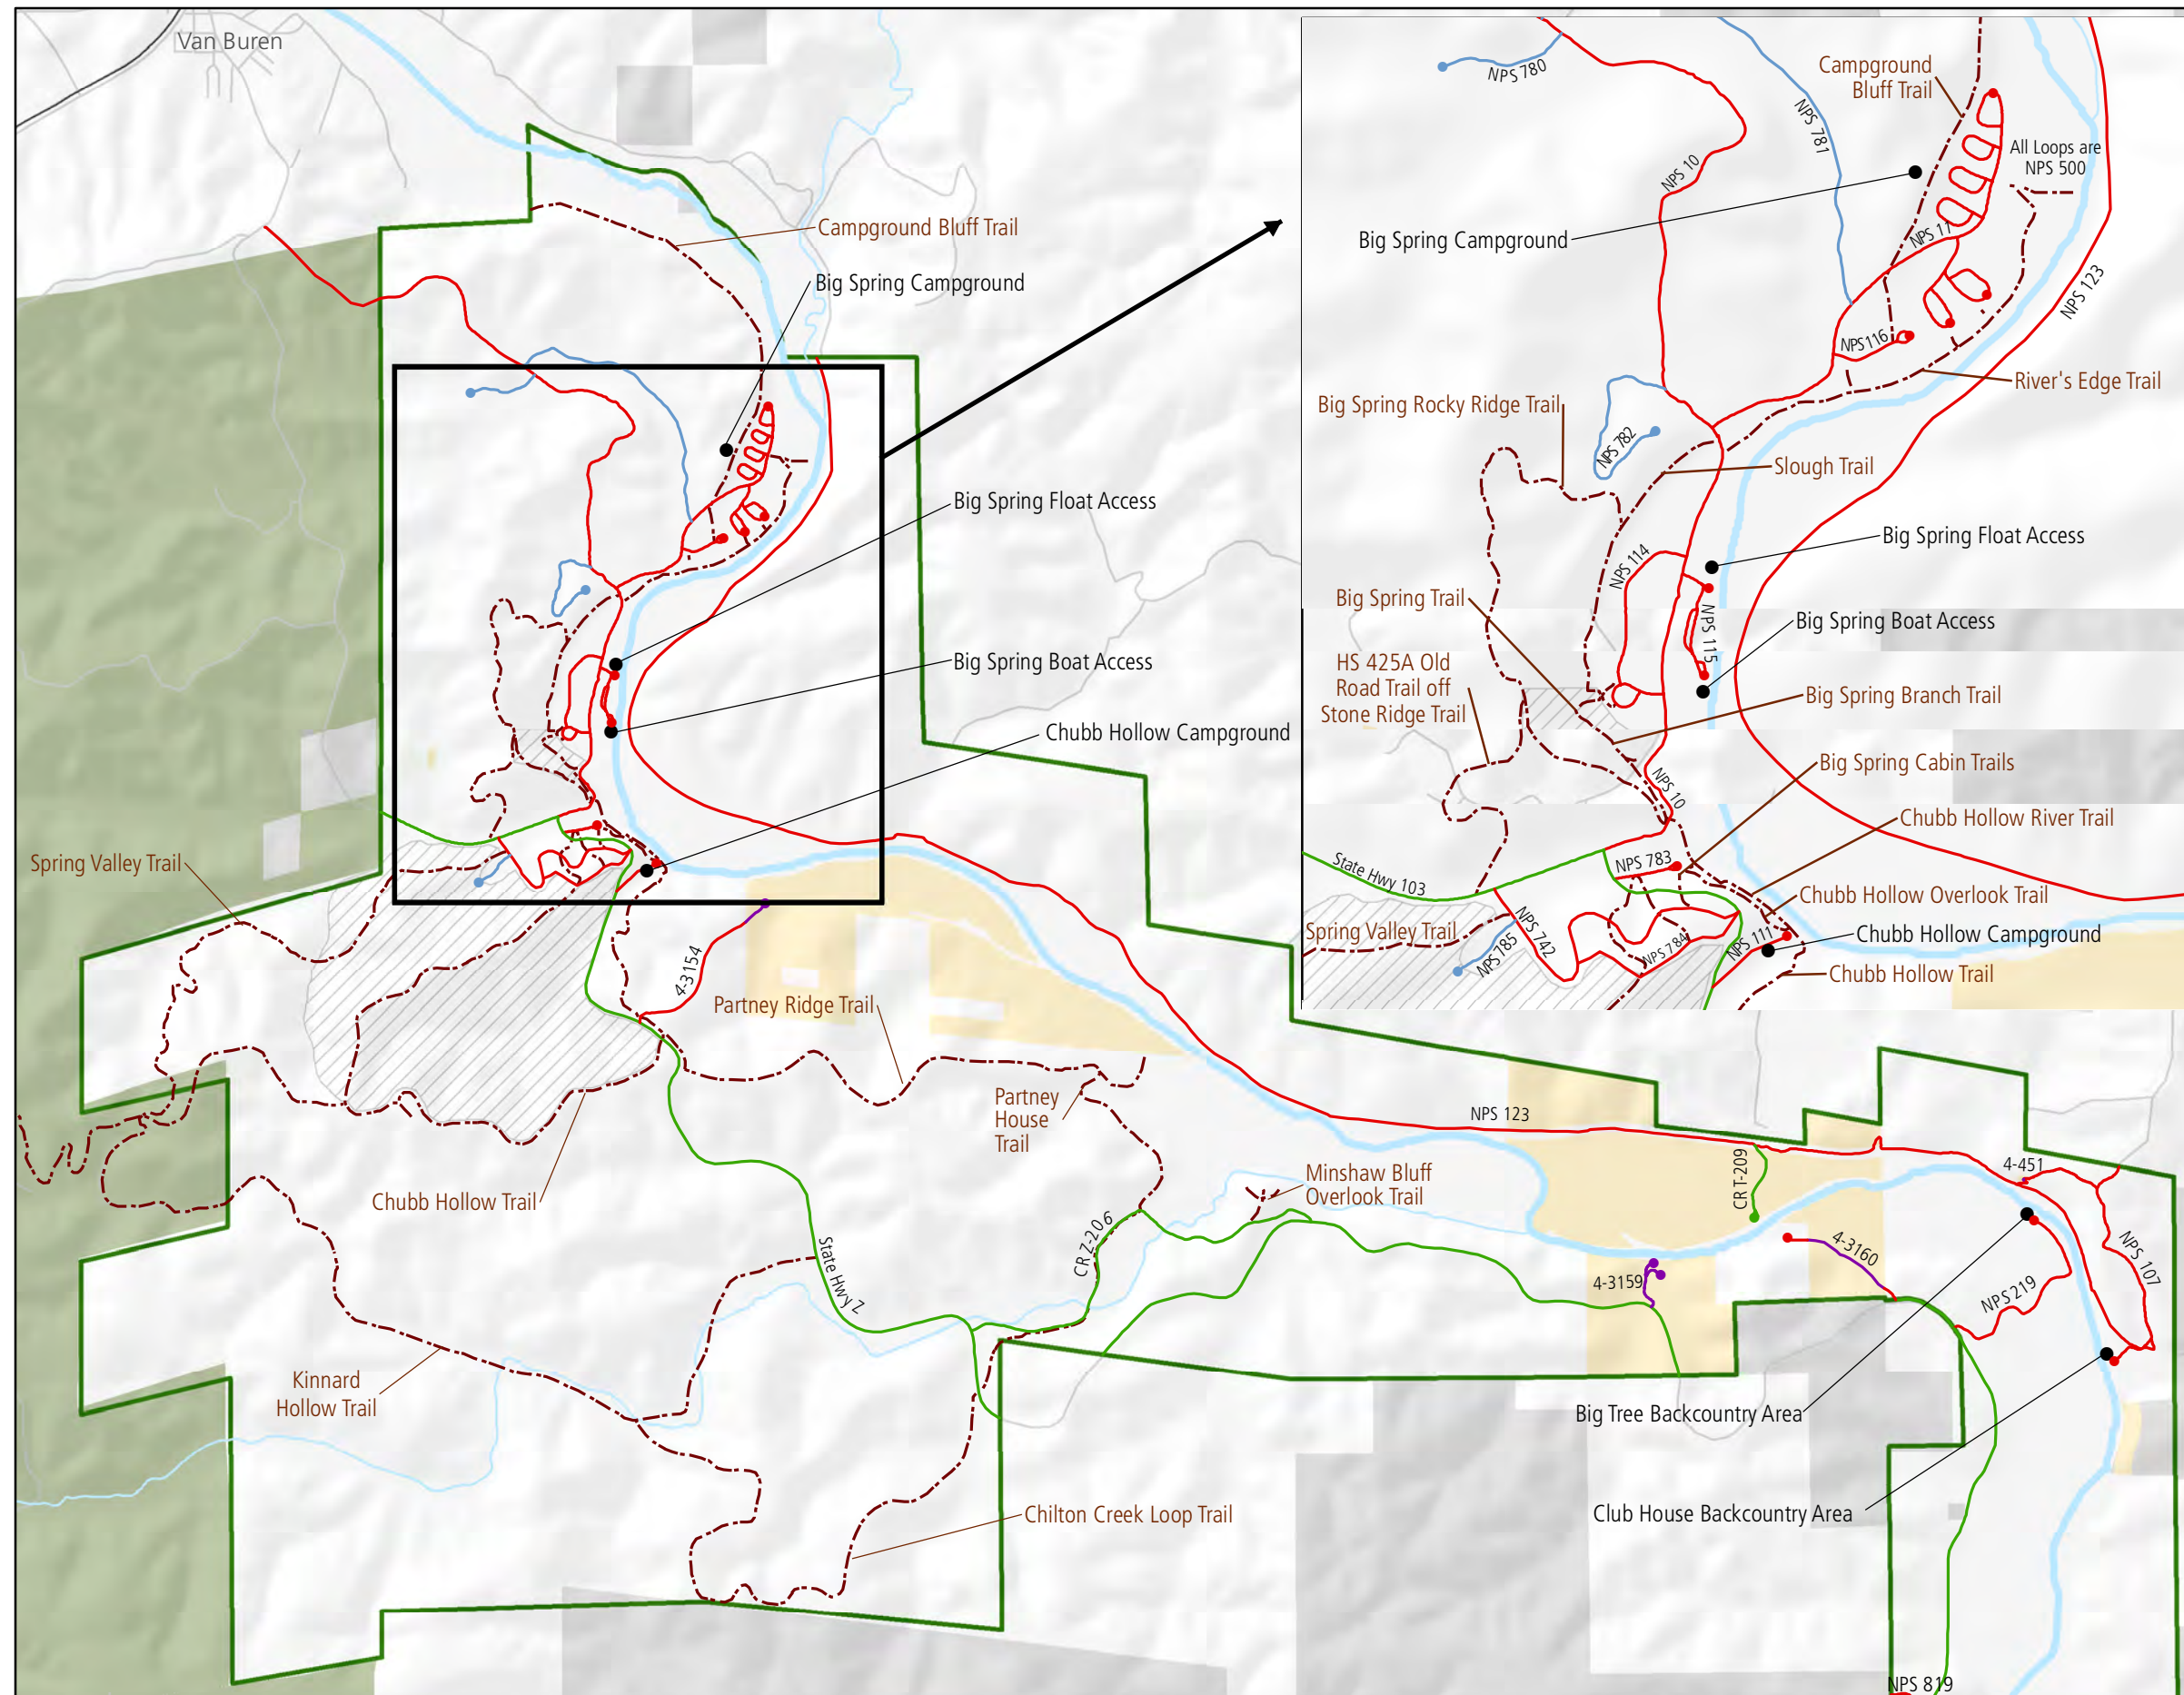 Van Buren
Campground Bluff Trail
Big Spring Campground
Big Spring Float Access
Big Spring Boat Access
Chubb Hollow Campground
Spring Valley Trail
4-3154
Partney Ridge Trail
Partney
House
Trail
Chubb Hollow Trail
State Hwy Z
CR Z-206
Minshaw Bluff
Overlook Trail
Kinnard
Hollow Trail
Chilton Creek Loop Trail
NPS 123
CR T-209
4-451
4-3160
4-3159
NPS 107
NPS 219
Big Tree Backcountry Area
Club House Backcountry Area
NPS 819
NPS 780
NPS 781
Campground
Bluff Trail
All Loops are
NPS 500
NPS 10
Big Spring Campground
NPS 11
NPS 123
NPS116
River's Edge Trail
Big Spring Rocky Ridge Trail
NPS 782
Slough Trail
NPS 114
Big Spring Float Access
Big Spring Trail
NPS 115
Big Spring Boat Access
HS 425A Old
Road Trail off
Stone Ridge Trail
Big Spring Branch Trail
NPS 10
Big Spring Cabin Trails
Chubb Hollow River Trail
State Hwy 103
NPS 783
Chubb Hollow Overlook Trail
Spring Valley Trail
NPS 742
NPS 785
NPS 784
NPS 111
Chubb Hollow Campground
Chubb Hollow Trail